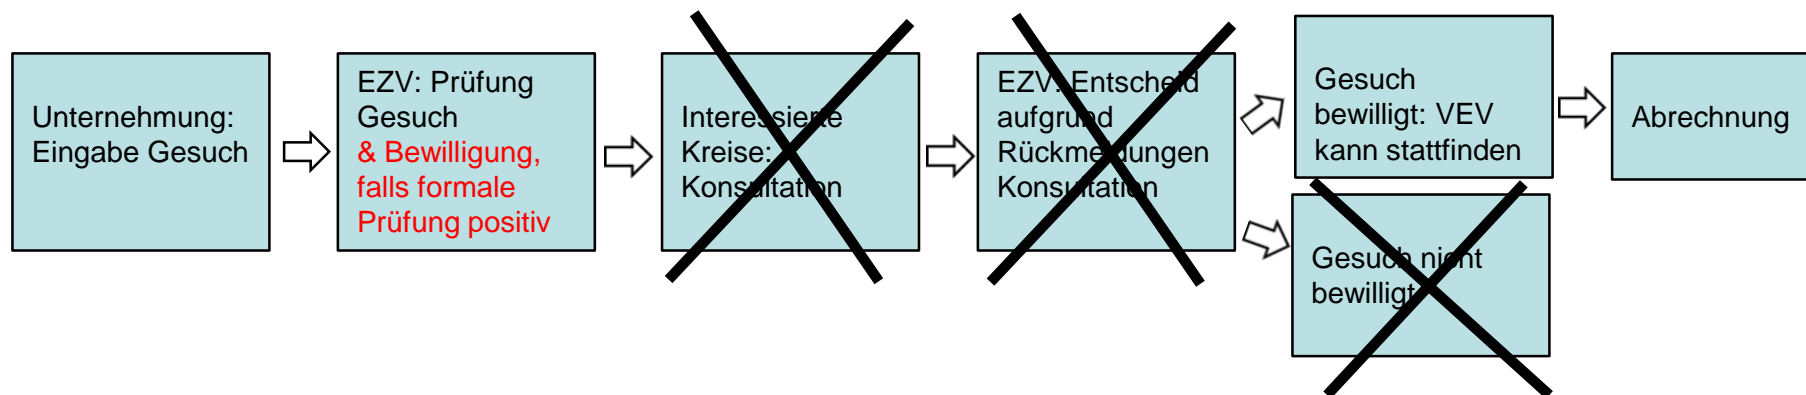 Unternehmung:
Eingabe Gesuch
EZV: Prüfung
Gesuch
& Bewilligung,
falls formale
Prüfung positiv
Interessierte
Kreise:
Konsultation
EZV: Entscheid
aufgrund
Rückmeldungen
Konsultation
Gesuch
bewilligt: VEV
kann stattfinden
Gesuch nicht
bewilligt
Abrechnung